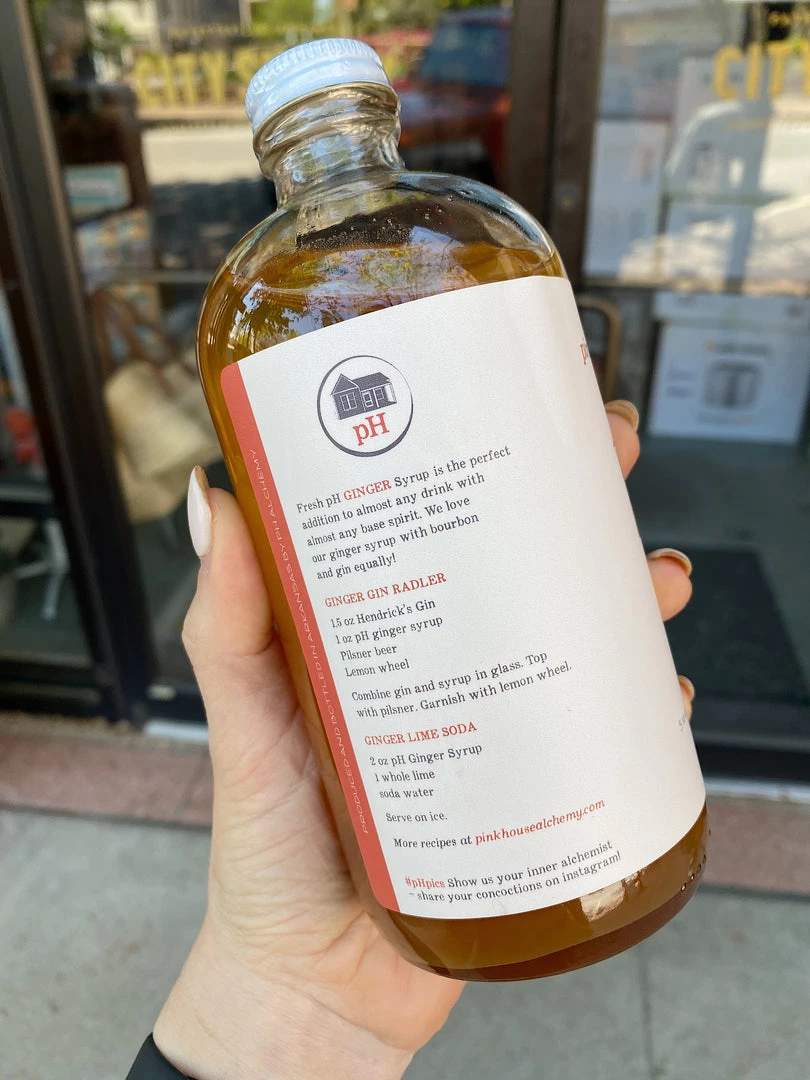 CITY S
CITY
pH
Fresh pH GINGER Syrup is the perfect
addition to almost any drink with
almost any base spirit. We love
our ginger syrup with bourbon
and gin equally!
GINGER GIN RADLER
1.5 oz Hendrick's Gin
1 oz pH ginger syrup
Pilsner beer
Lemon wheel
Combine gin and syrup in glass. Top
with pilsner. Garnish with lemon wheel.
GINGER LIME SODA
2 oz pH Ginger Syrup
1 whole lime
soda water
Serve on ice.
More recipes at pinkhousealchemy.com
#pHpics Show us your inner alchemist
~ share your concoctions on instagram!
PRODUCED AND BOTTLED IN ARKANSAS BY PH ALCHEMY